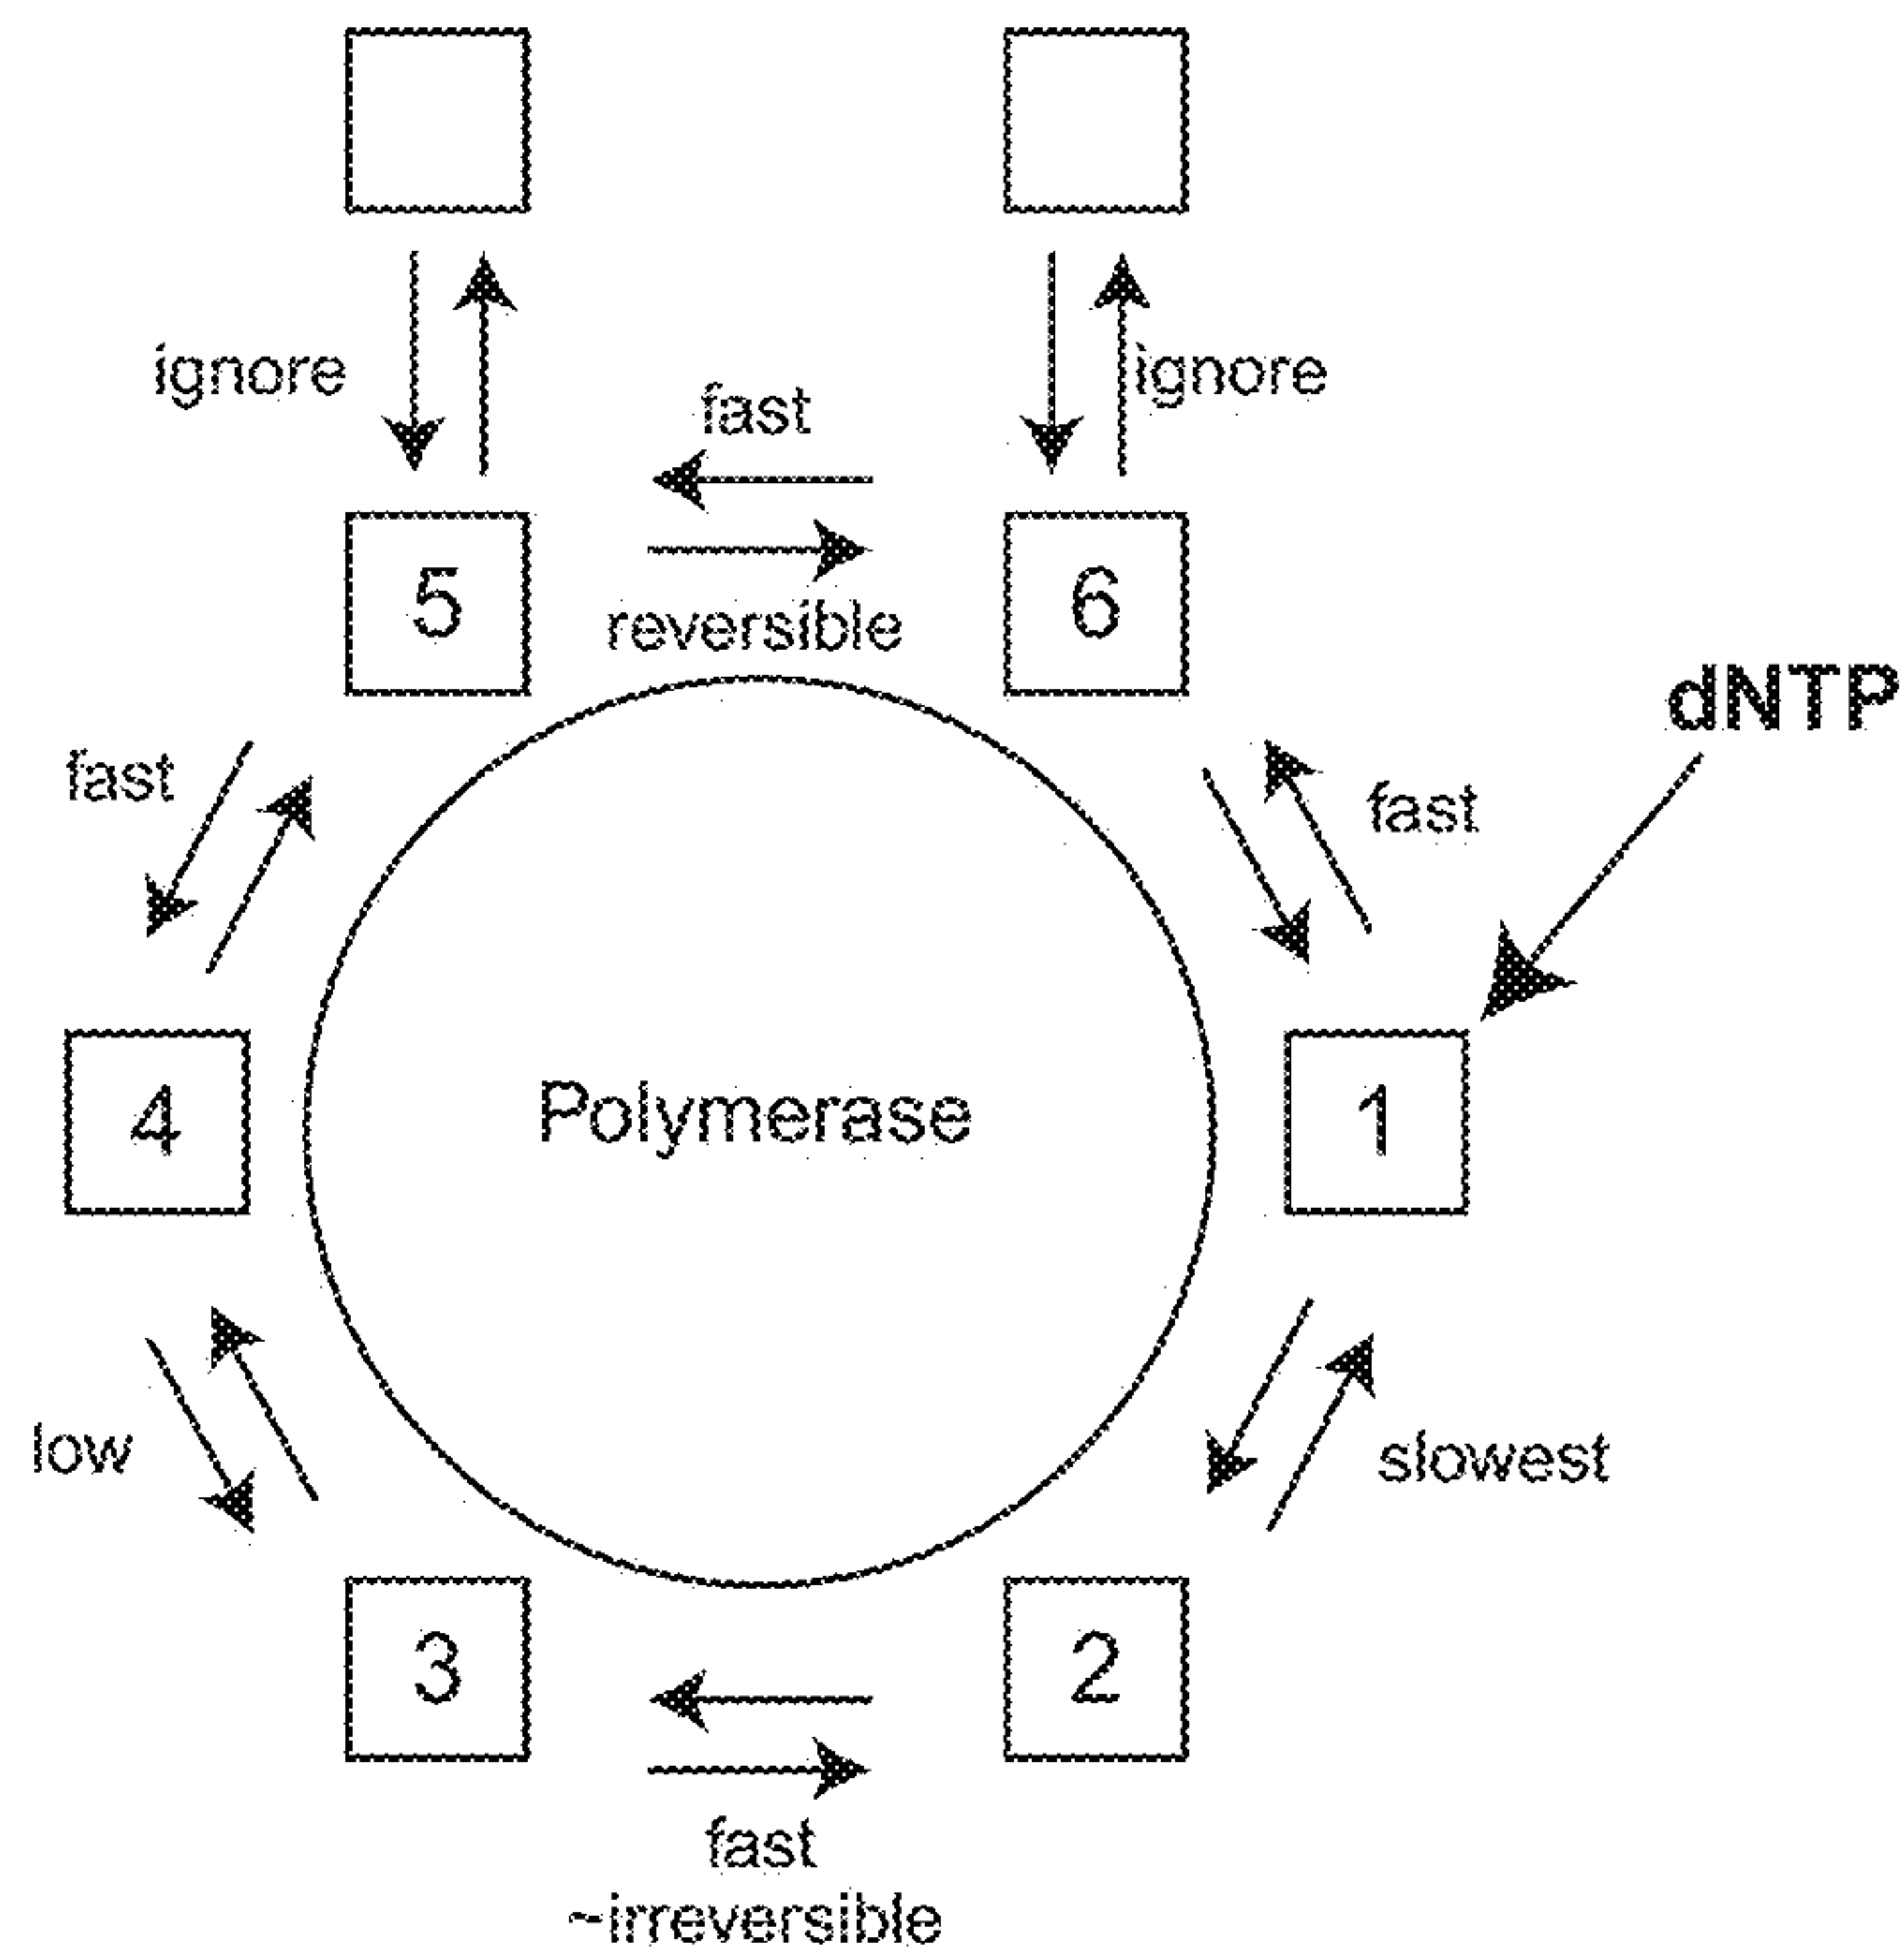 ignore
ignore
fast
5
reversible
6
dNTP
fast
fast
4
Polymerase
1
low
slowest
3
2
fast
~irreversible